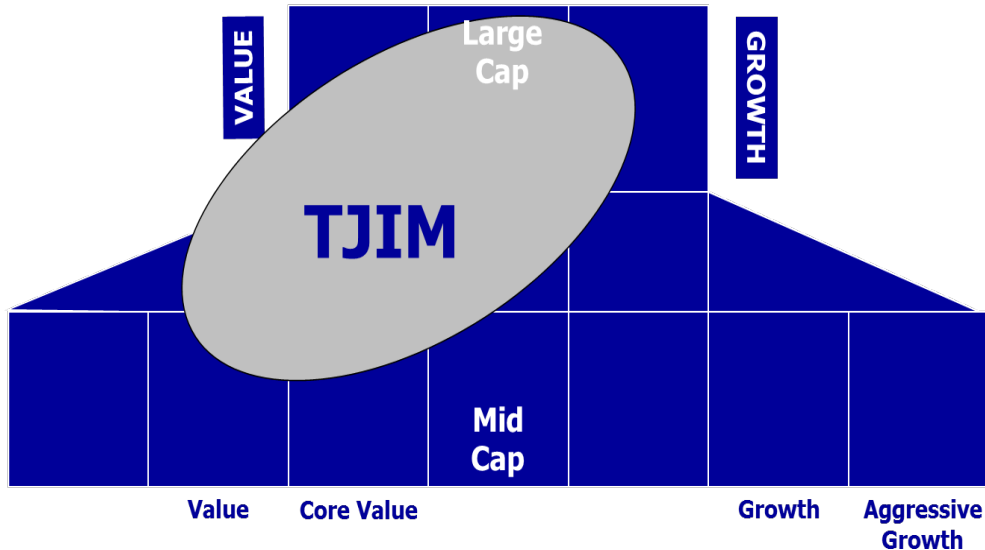 VALUE
Large
Cap
GROWTH
TJIM
Mid
Cap
Value
Core Value
Growth
Aggressive
Growth